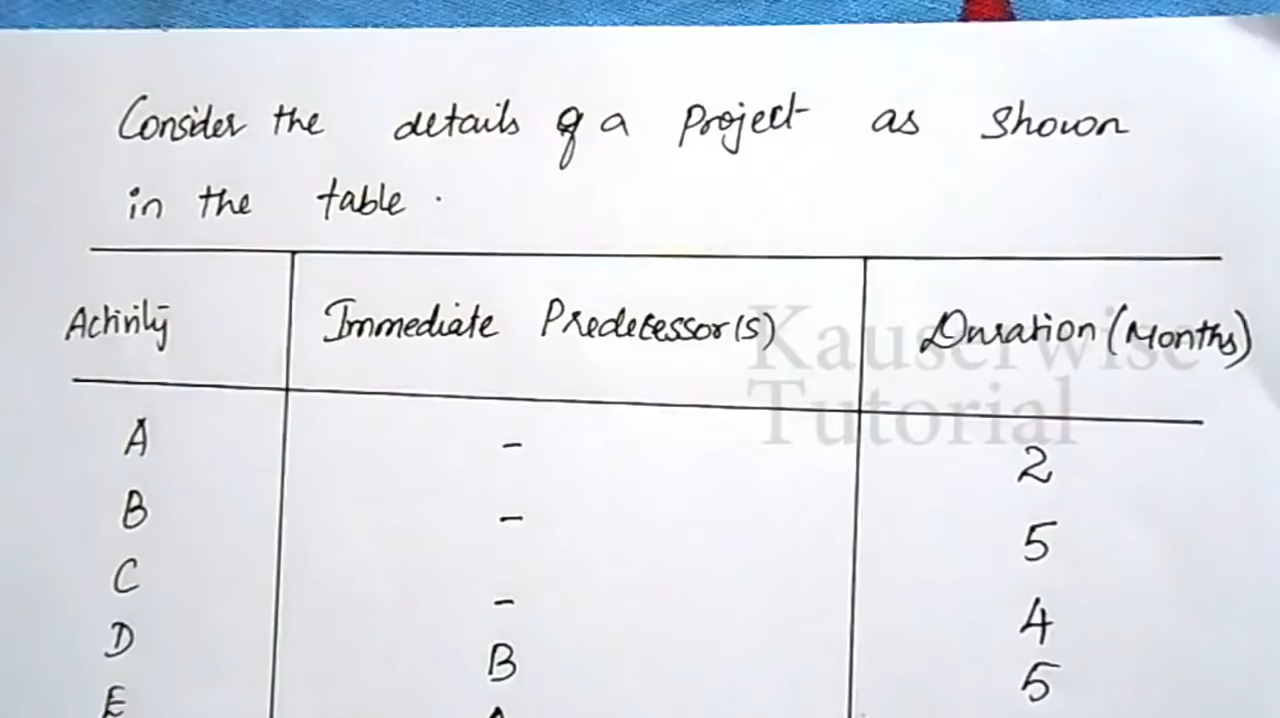 Consider the details of a project as shown
in the table.
Activity Immediate Predecessor(s) Duration (Months)
Kauserwise
Tutorial
A - 2
B - 5
C - 4
D B 5
E